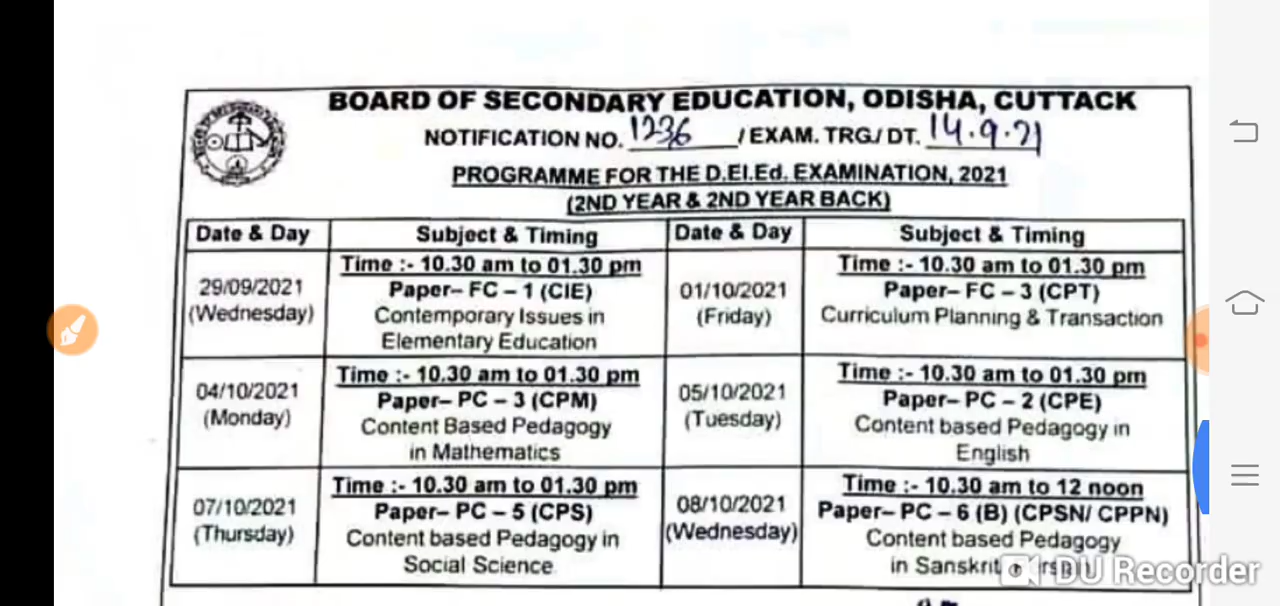 BOARD OF SECONDARY EDUCATION, ODISHA, CUTTACK
NOTIFICATION NO. 1236 / EXAM. TRG/ DT. 14.9.21
PROGRAMME FOR THE D.El.Ed. EXAMINATION, 2021
(2ND YEAR & 2ND YEAR BACK)
Date & Day
Subject & Timing
Date & Day
Subject & Timing
29/09/2021
(Wednesday)
Time :- 10.30 am to 01.30 pm
Paper– FC – 1 (CIE)
Contemporary Issues in
Elementary Education
01/10/2021
(Friday)
Time :- 10.30 am to 01.30 pm
Paper– FC – 3 (CPT)
Curriculum Planning & Transaction
04/10/2021
(Monday)
Time :- 10.30 am to 01.30 pm
Paper– PC – 3 (CPM)
Content Based Pedagogy
in Mathematics
05/10/2021
(Tuesday)
Time :- 10.30 am to 01.30 pm
Paper– PC – 2 (CPE)
Content based Pedagogy in
English
07/10/2021
(Thursday)
Time :- 10.30 am to 01.30 pm
Paper– PC – 5 (CPS)
Content based Pedagogy in
Social Science
08/10/2021
(Wednesday)
Time :- 10.30 am to 12 noon
Paper– PC – 6 (B) (CPSN/ CPPN)
Content based Pedagogy
in Sanskrit
DU Recorder